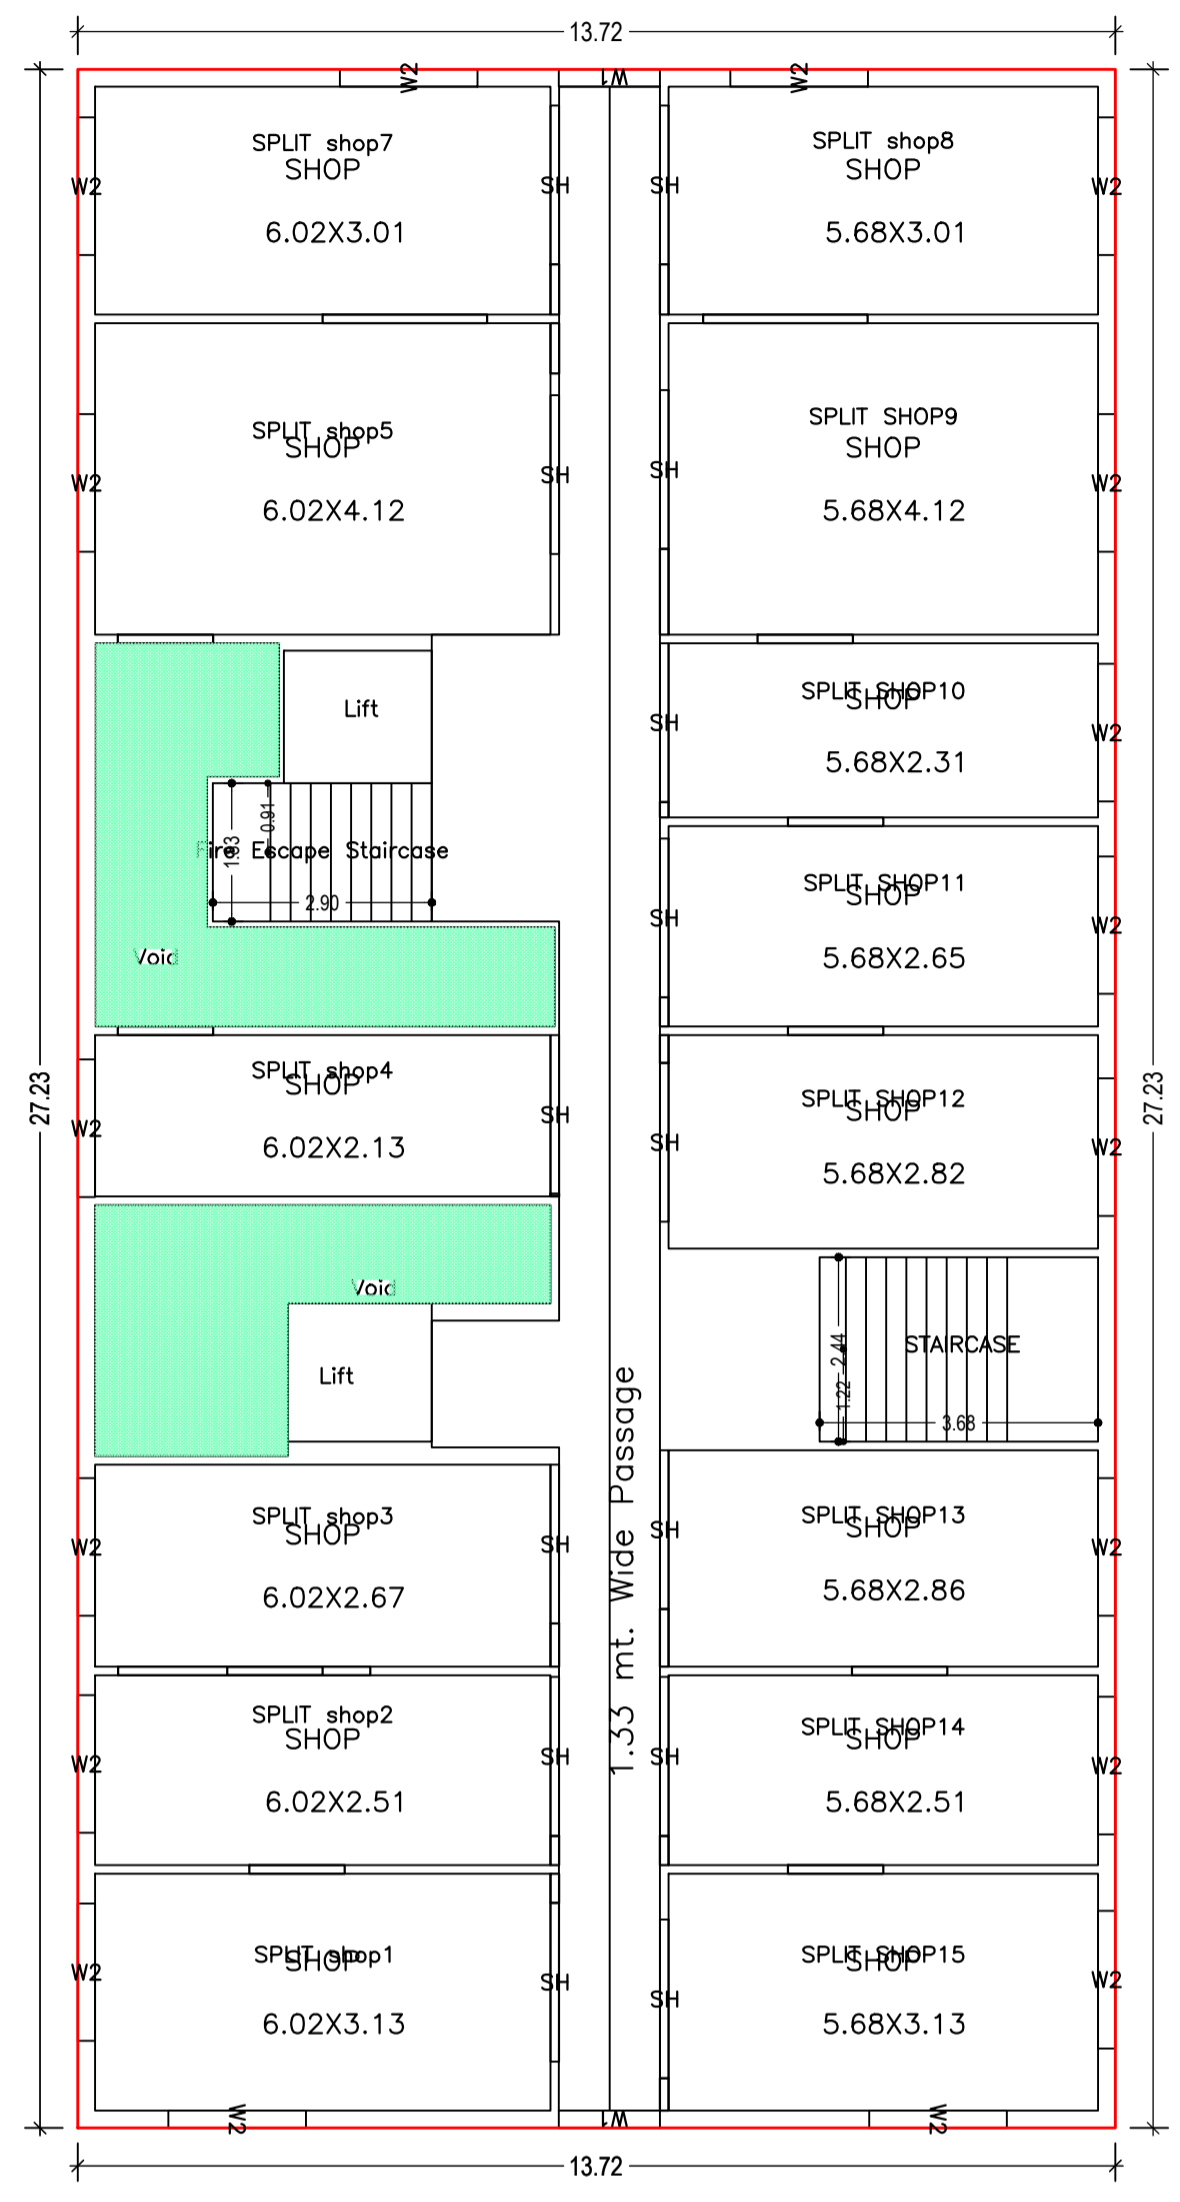 13.72
W2
W1
W2
SPLIT shop7
SHOP
6.02X3.01
SPLIT shop8
SHOP
5.68X3.01
W2
SH
SH
W2
SPLIT shop5
SHOP
6.02X4.12
SPLIT SHOP9
SHOP
5.68X4.12
W2
SH
SH
W2
Lift
SPLIT SHOP10
SHOP
5.68X2.31
SH
W2
0.91
1.83
Fire Escape Staircase
2.90
Void
SPLIT SHOP11
SHOP
5.68X2.65
SH
W2
27.23
27.23
SPLIT shop4
SHOP
6.02X2.13
W2
SH
SPLIT SHOP12
SHOP
5.68X2.82
SH
W2
Void
Lift
STAIRCASE
2.44
1.22
3.68
1.33 mt. Wide Passage
SPLIT shop3
SHOP
6.02X2.67
W2
SH
SPLIT SHOP13
SHOP
5.68X2.86
SH
W2
SPLIT shop2
SHOP
6.02X2.51
W2
SH
SPLIT SHOP14
SHOP
5.68X2.51
SH
W2
SPLIT shop1
SHOP
6.02X3.13
W2
SH
SPLIT SHOP15
SHOP
5.68X3.13
SH
W2
W2
W1
W2
13.72